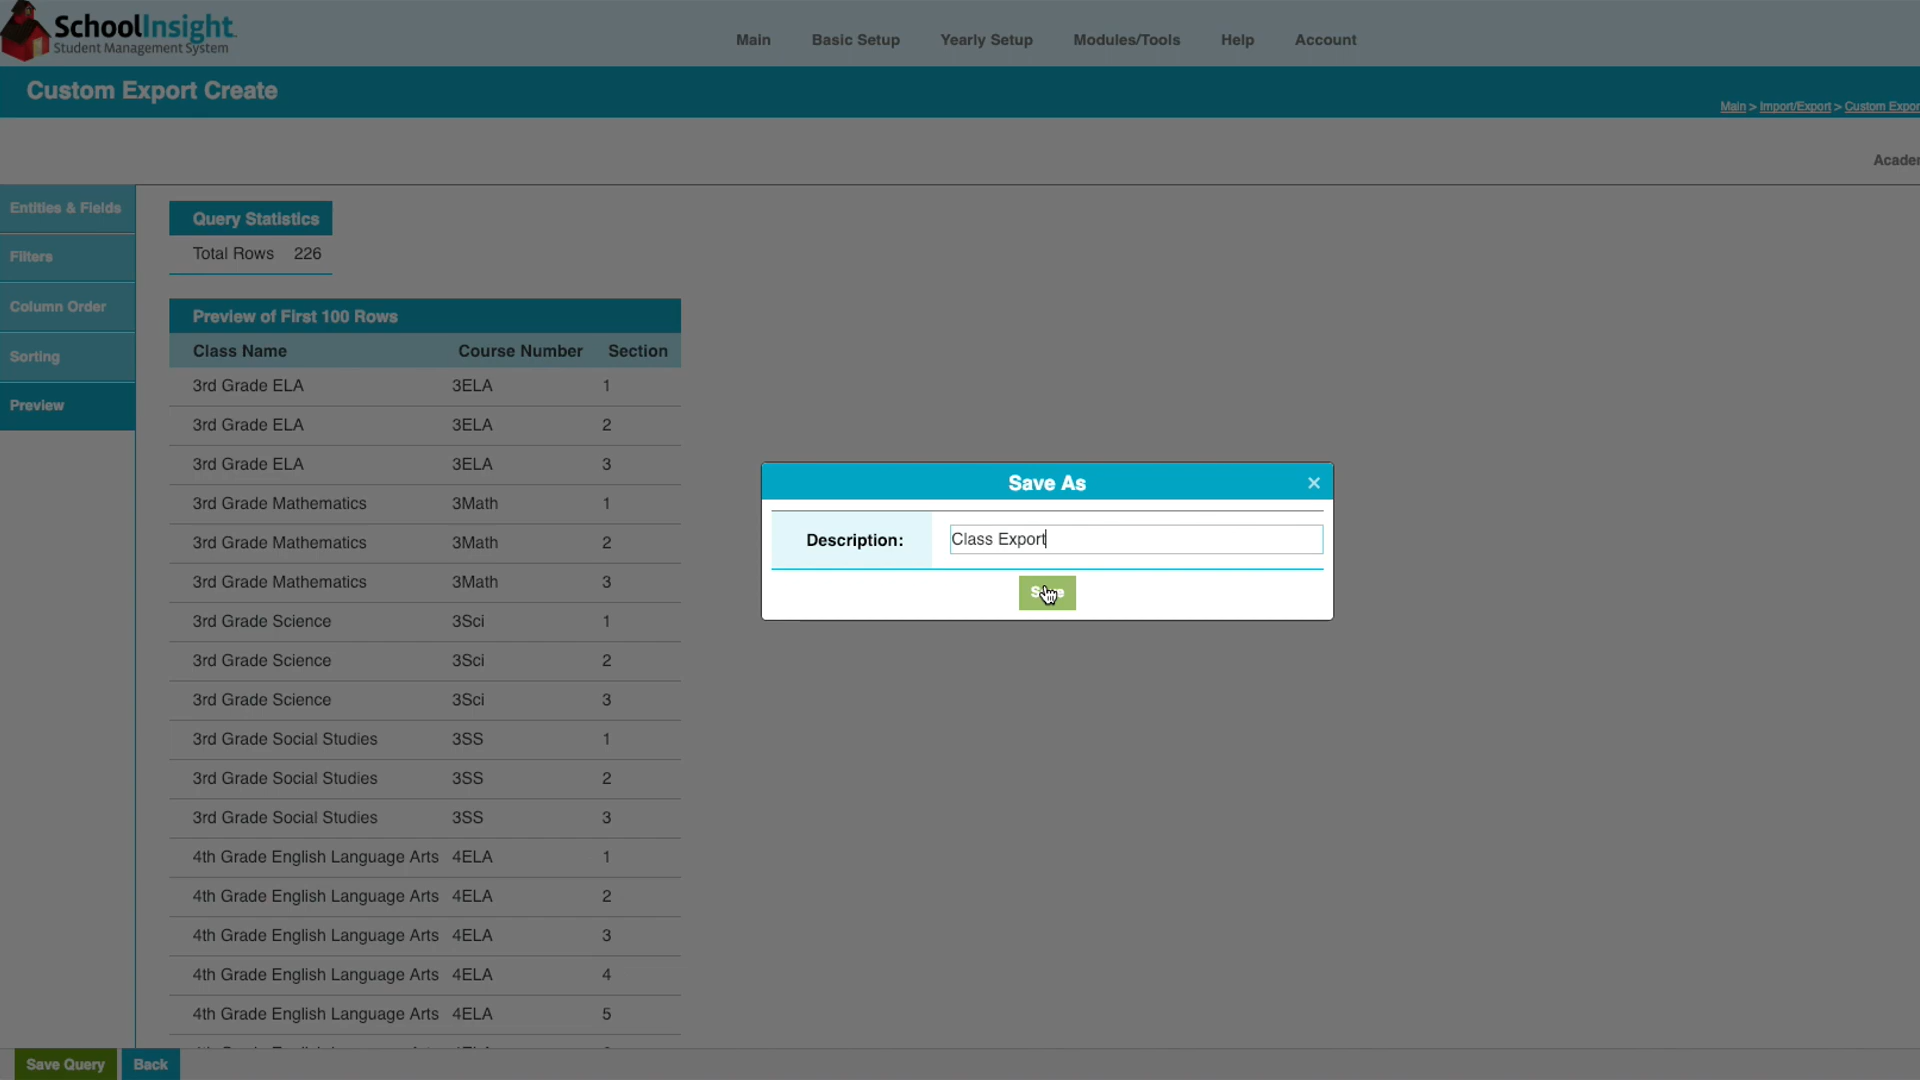 SchoolInsight
Student Management System
Main Basic Setup Yearly Setup Modules/Tools Help Account
Custom Export Create
Main > Import/Export > Custom Expor
Acader
Entities & Fields
Filters
Column Order
Sorting
Preview
Query Statistics
Total Rows 226
Preview of First 100 Rows
Class Name Course Number Section
3rd Grade ELA 3ELA 1
3rd Grade ELA 3ELA 2
3rd Grade ELA 3ELA 3
3rd Grade Mathematics 3Math 1
3rd Grade Mathematics 3Math 2
3rd Grade Mathematics 3Math 3
3rd Grade Science 3Sci 1
3rd Grade Science 3Sci 2
3rd Grade Science 3Sci 3
3rd Grade Social Studies 3SS 1
3rd Grade Social Studies 3SS 2
3rd Grade Social Studies 3SS 3
4th Grade English Language Arts 4ELA 1
4th Grade English Language Arts 4ELA 2
4th Grade English Language Arts 4ELA 3
4th Grade English Language Arts 4ELA 4
4th Grade English Language Arts 4ELA 5
Save As
Description: Class Export
Save Query Back